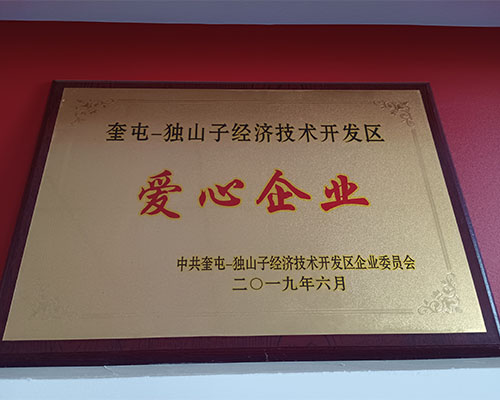 奎屯-独山子经济技术开发区
爱心企业
中共奎屯-独山子经济技术开发区企业委员会
二〇一九年六月